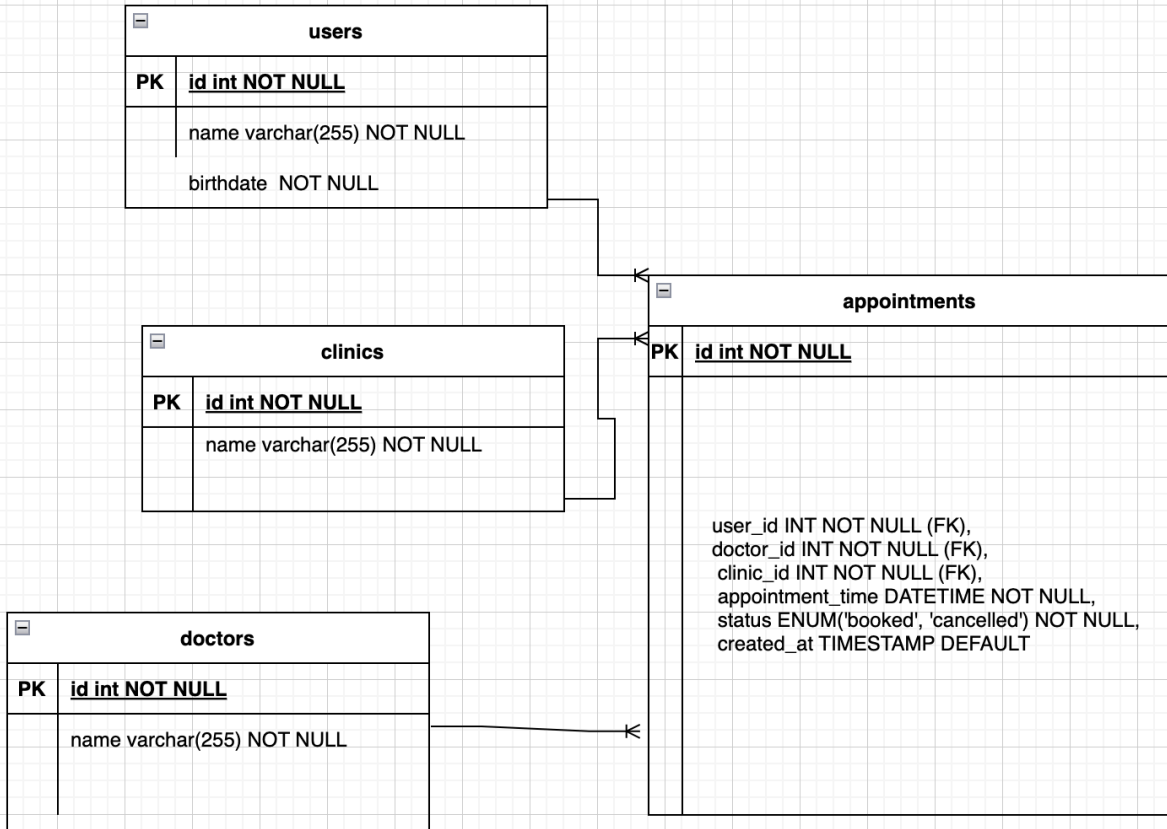 users
PK id int NOT NULL
name varchar(255) NOT NULL
birthdate  NOT NULL
appointments
PK id int NOT NULL
user_id INT NOT NULL (FK),
doctor_id INT NOT NULL (FK),
clinic_id INT NOT NULL (FK),
appointment_time DATETIME NOT NULL,
status ENUM('booked', 'cancelled') NOT NULL,
created_at TIMESTAMP DEFAULT
clinics
PK id int NOT NULL
name varchar(255) NOT NULL
doctors
PK id int NOT NULL
name varchar(255) NOT NULL